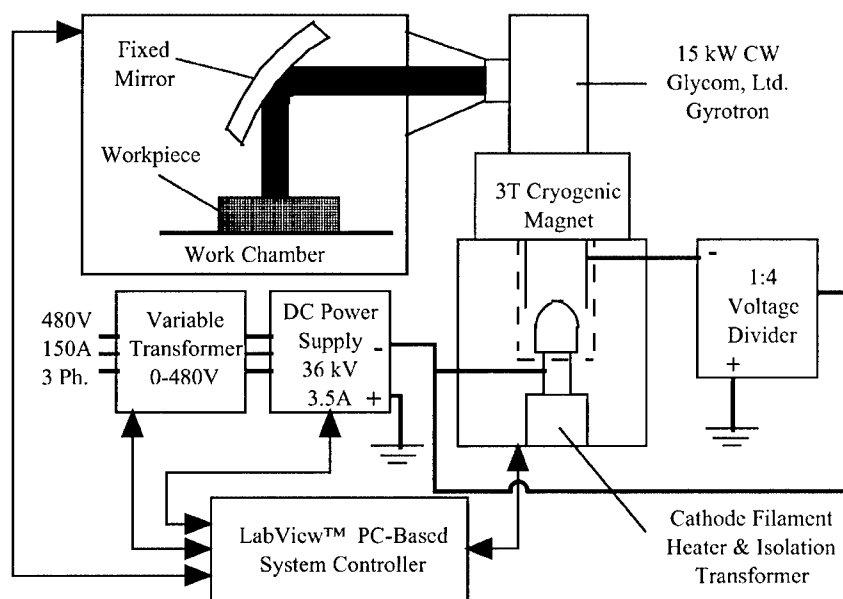 Fixed
Mirror
Workpiece
Work Chamber
15 kW CW
Glycom, Ltd.
Gyrotron
3T Cryogenic
Magnet
-
1:4
Voltage
Divider
+
480V
150A
3 Ph.
Variable
Transformer
0-480V
DC Power
Supply
-
36 kV
3.5A +
LabView™ PC-Based
System Controller
Cathode Filament
Heater & Isolation
Transformer